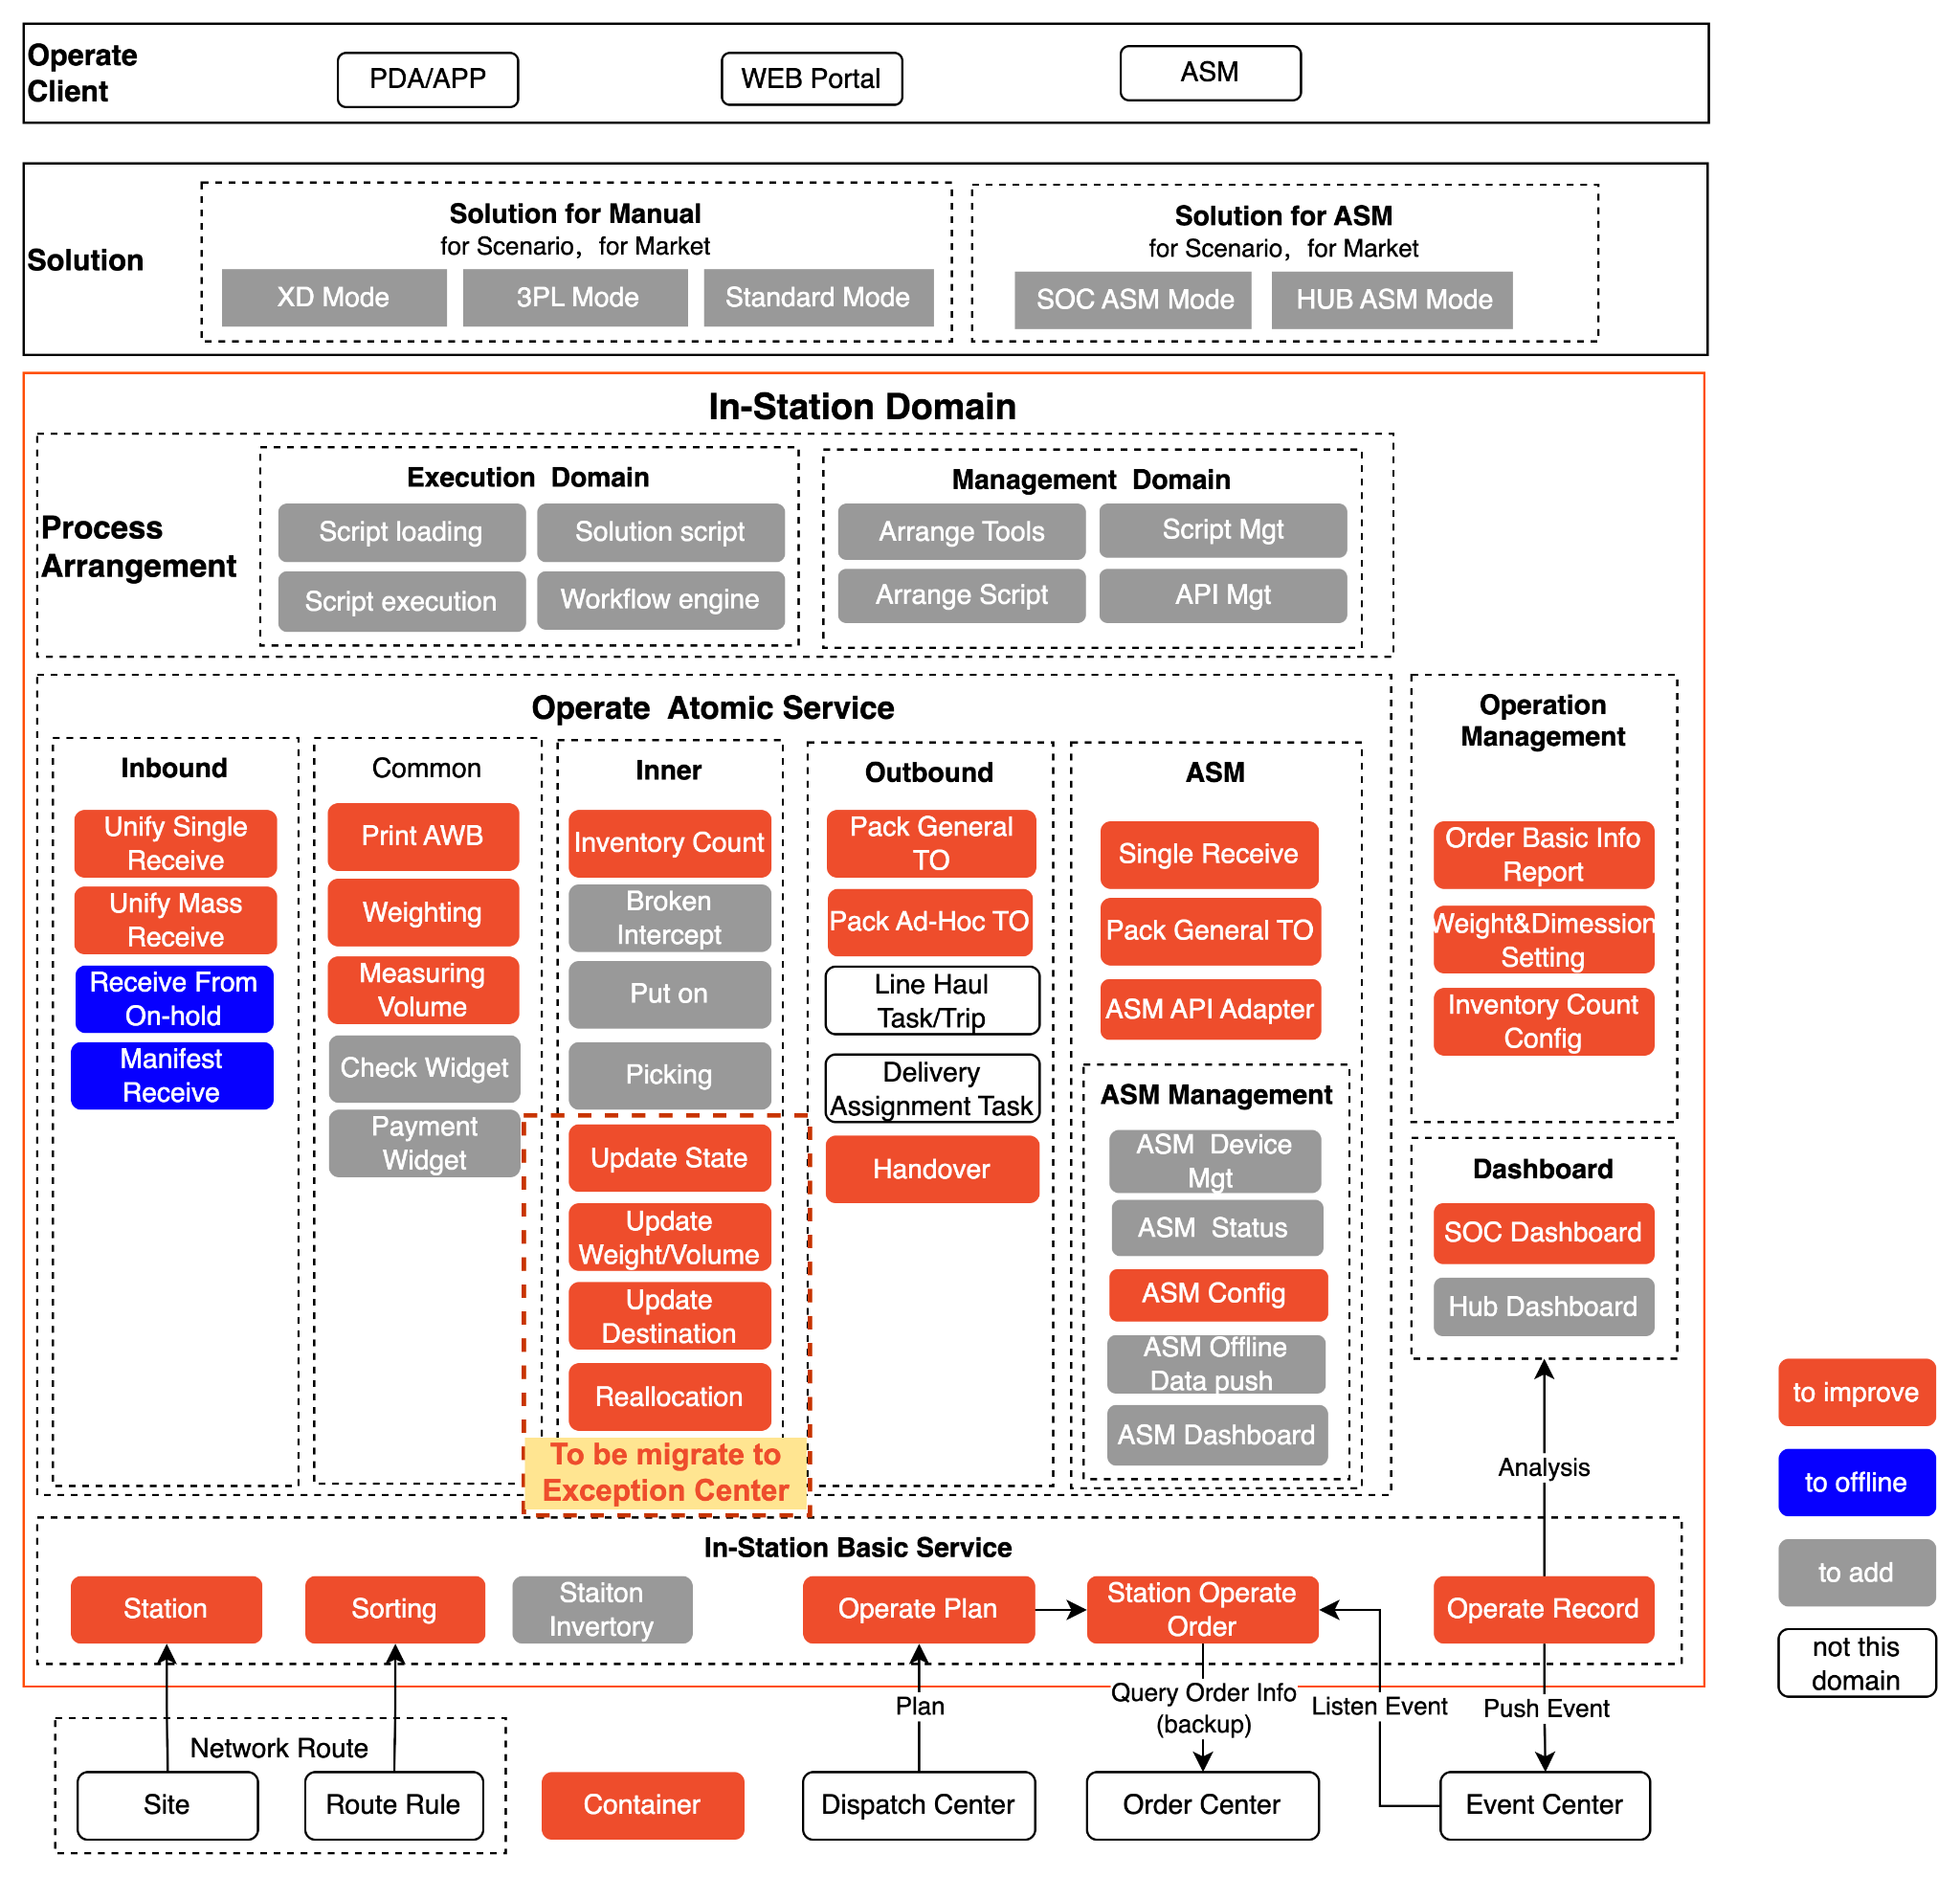 Operate
Client
PDA/APP
WEB Portal
ASM
Solution
Solution for Manual
for Scenario，for Market
XD Mode
3PL Mode
Standard Mode
Solution for ASM
for Scenario，for Market
SOC ASM Mode
HUB ASM Mode
In-Station Domain
Process
Arrangement
Execution Domain
Script loading
Solution script
Script execution
Workflow engine
Management Domain
Arrange Tools
Script Mgt
Arrange Script
API Mgt
Operate Atomic Service
Inbound
Unify Single
Receive
Unify Mass
Receive
Receive From
On-hold
Manifest
Receive
Common
Print AWB
Weighting
Measuring
Volume
Check Widget
Payment
Widget
Inner
Inventory Count
Broken
Intercept
Put on
Picking
Update State
Update
Weight/Volume
Update
Destination
Reallocation
To be migrate to
Exception Center
Outbound
Pack General
TO
Pack Ad-Hoc TO
Line Haul
Task/Trip
Delivery
Assignment Task
Handover
ASM
Single Receive
Pack General TO
ASM API Adapter
ASM Management
ASM Device
Mgt
ASM Status
ASM Config
ASM Offline
Data push
ASM Dashboard
Operation
Management
Order Basic Info
Report
Weight&Dimession
Setting
Inventory Count
Config
Dashboard
SOC Dashboard
Hub Dashboard
Analysis
In-Station Basic Service
Station
Sorting
Staiton
Invertory
Operate Plan
Station Operate
Order
Operate Record
Plan
Query Order Info
(backup)
Listen Event
Push Event
Network Route
Site
Route Rule
Container
Dispatch Center
Order Center
Event Center
to improve
to offline
to add
not this
domain